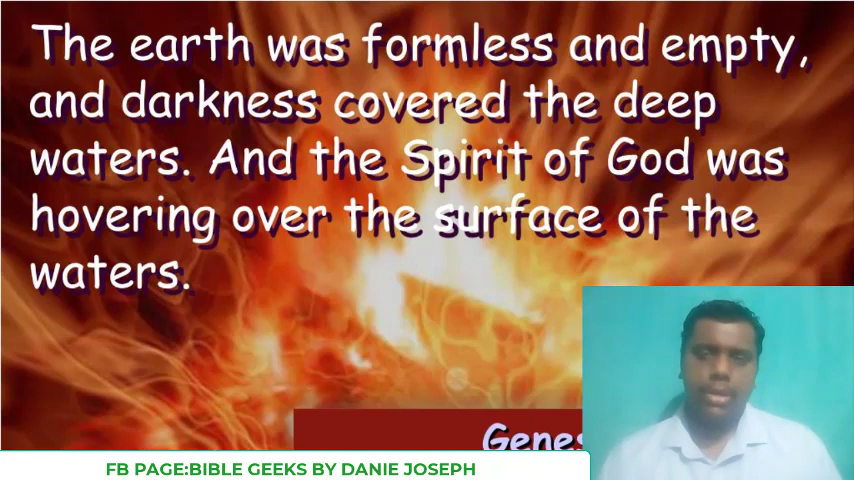 The earth was formless and empty,
and darkness covered the deep
waters. And the Spirit of God was
hovering over the surface of the
waters.
Genes
FB PAGE:BIBLE GEEKS BY DANIE JOSEPH